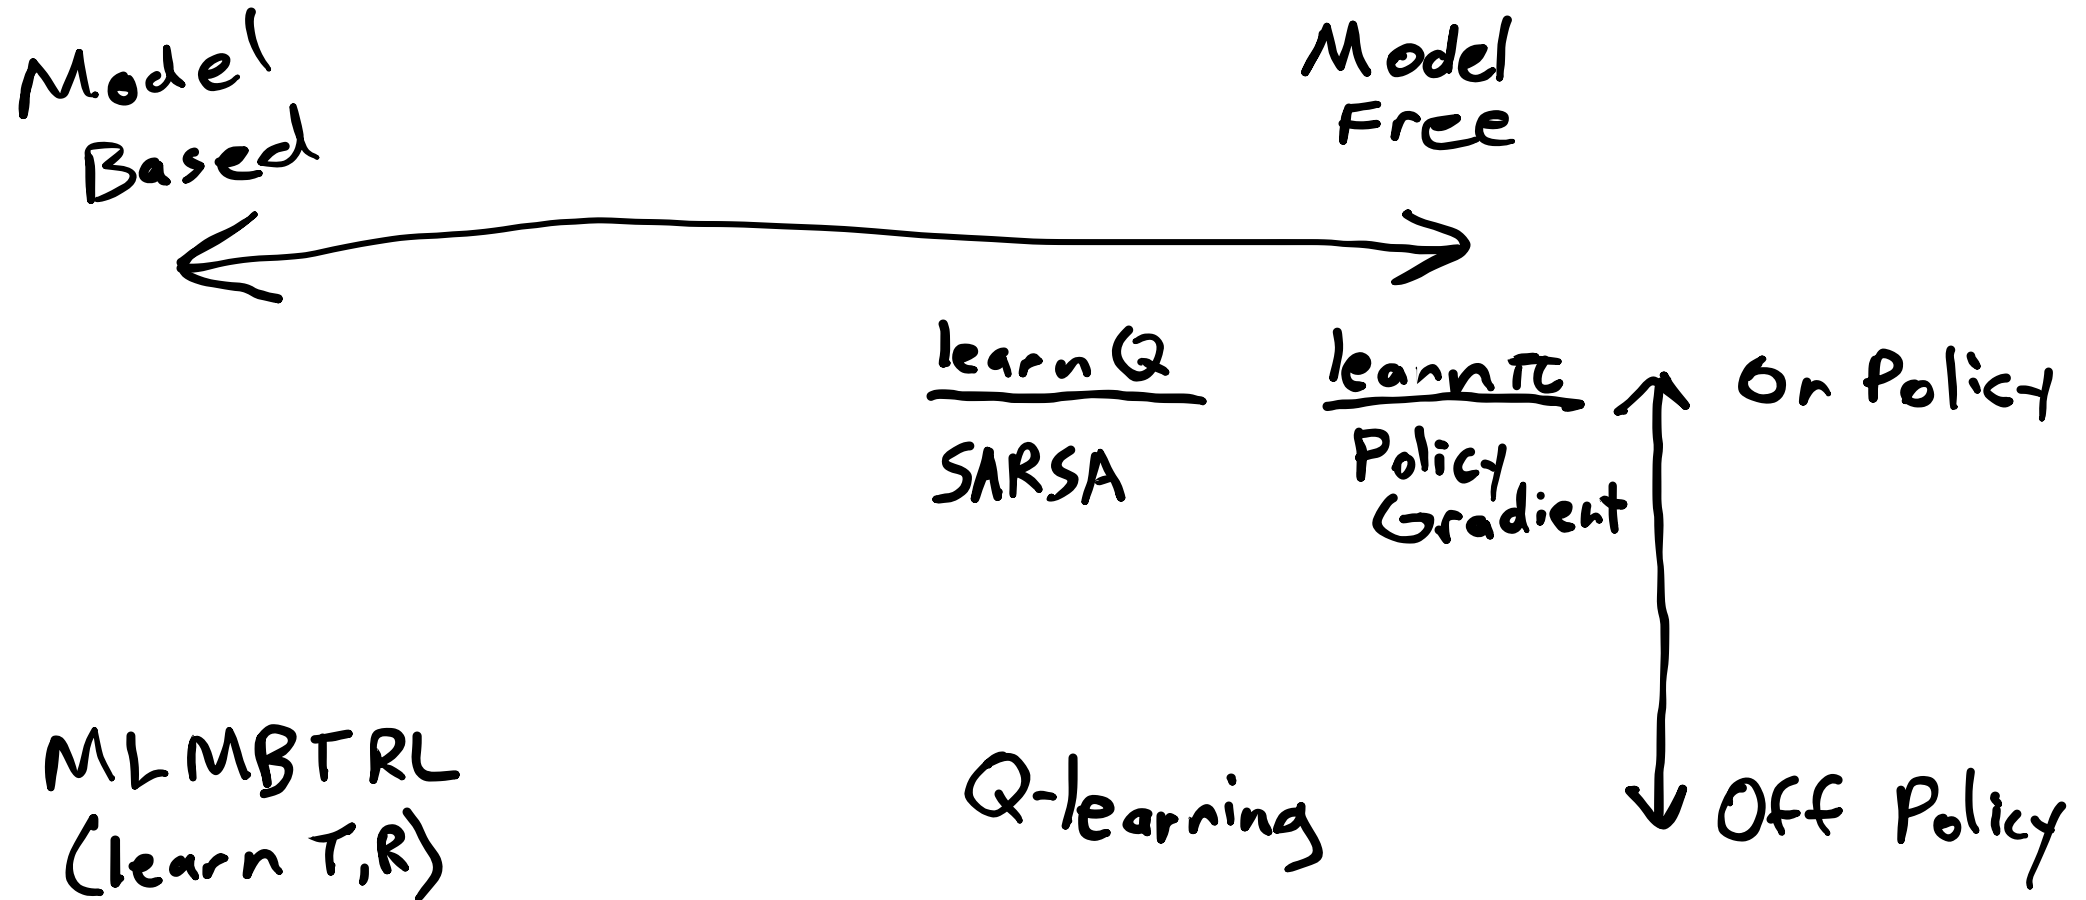 Model
Based
Model
Free
learn Q
SARSA
learn π
Policy
Gradient
On Policy
MLMBTRL
(learn T,R)
Q-learning
Off Policy